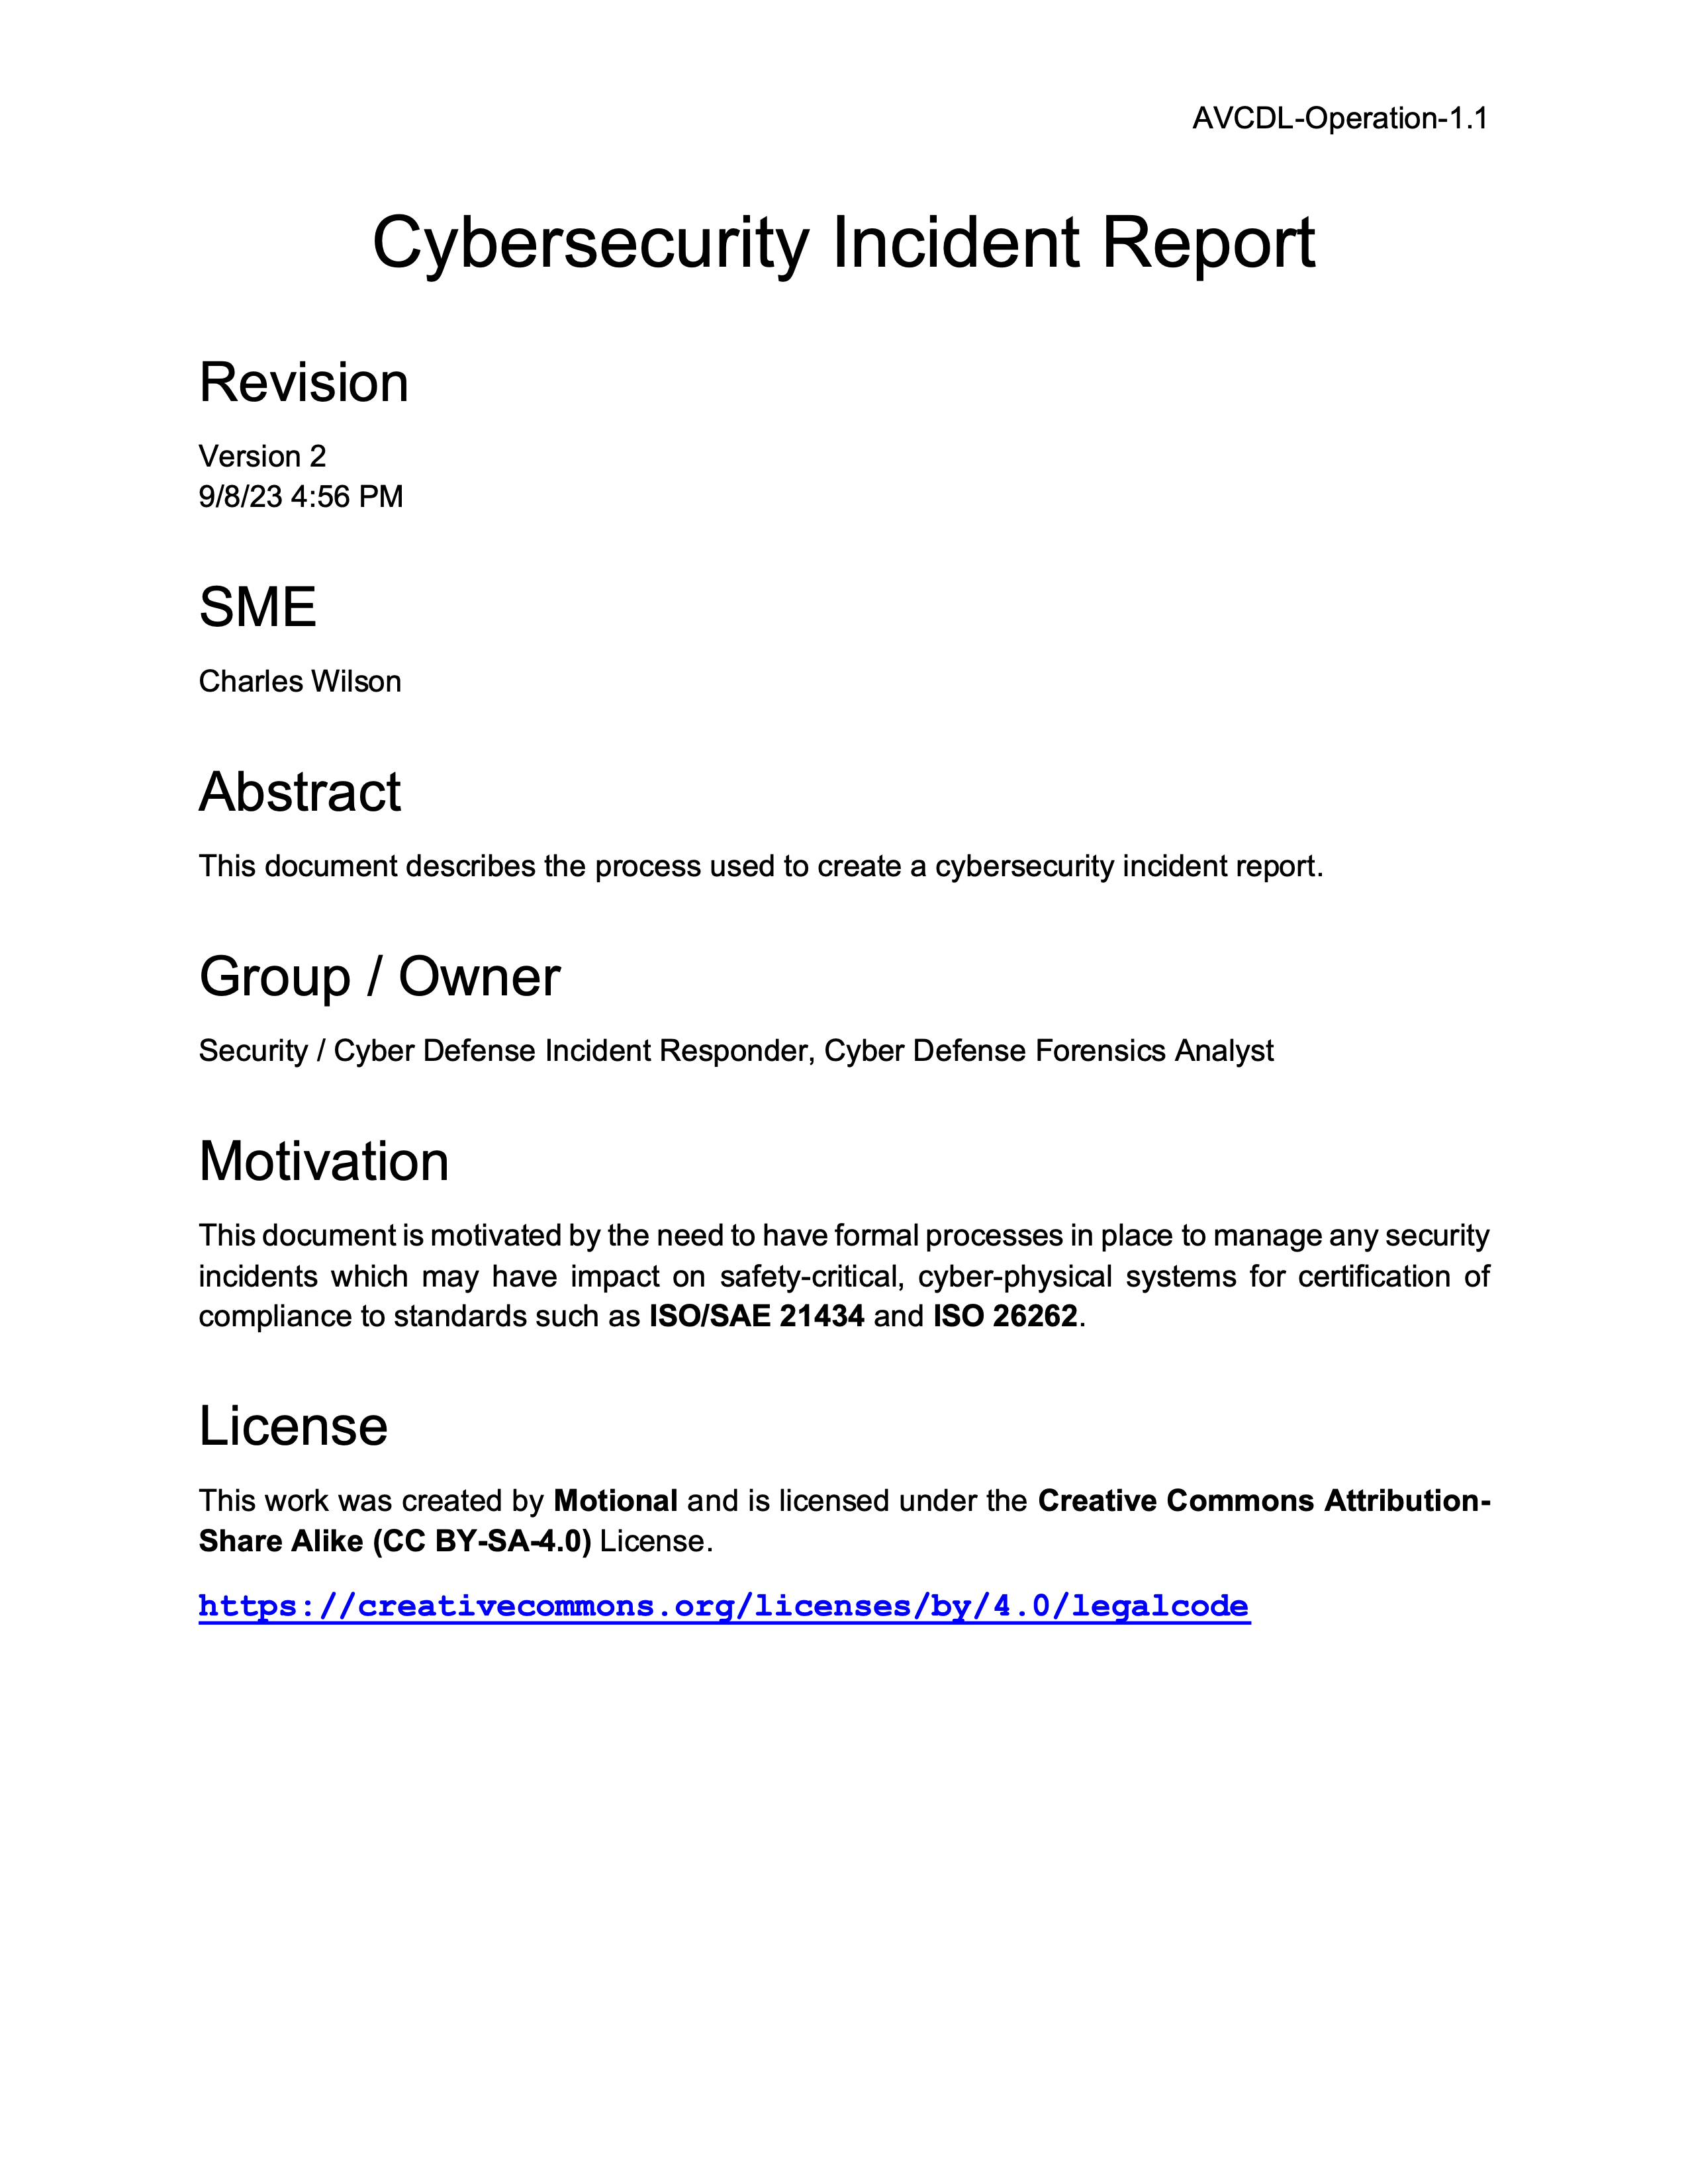 AVCDL-Operation-1.1
Cybersecurity Incident Report
Revision
Version 2
9/8/23 4:56 PM
SME
Charles Wilson
Abstract
This document describes the process used to create a cybersecurity incident report.
Group / Owner
Security / Cyber Defense Incident Responder, Cyber Defense Forensics Analyst
Motivation
This document is motivated by the need to have formal processes in place to manage any security
incidents which may have impact on safety-critical, cyber-physical systems for certification of
compliance to standards such as ISO/SAE 21434 and ISO 26262.
License
This work was created by Motional and is licensed under the Creative Commons Attribution-
Share Alike (CC BY-SA-4.0) License.
https://creativecommons.org/licenses/by/4.0/legalcode